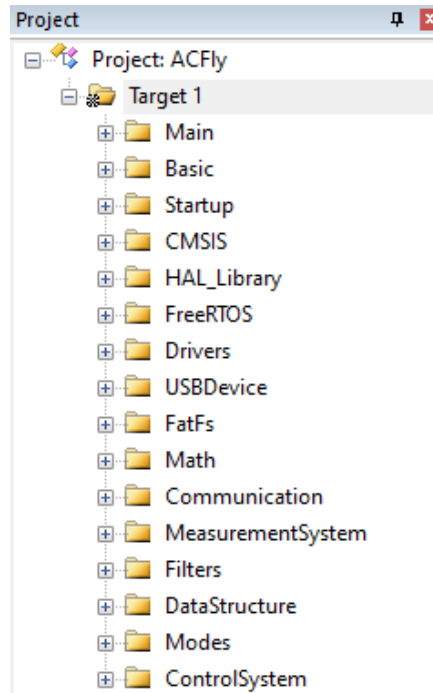 Project
Project: ACFly
Target 1
Main
Basic
Startup
CMSIS
HAL_Library
FreeRTOS
Drivers
USBDevice
FatFs
Math
Communication
MeasurementSystem
Filters
DataStructure
Modes
ControlSystem